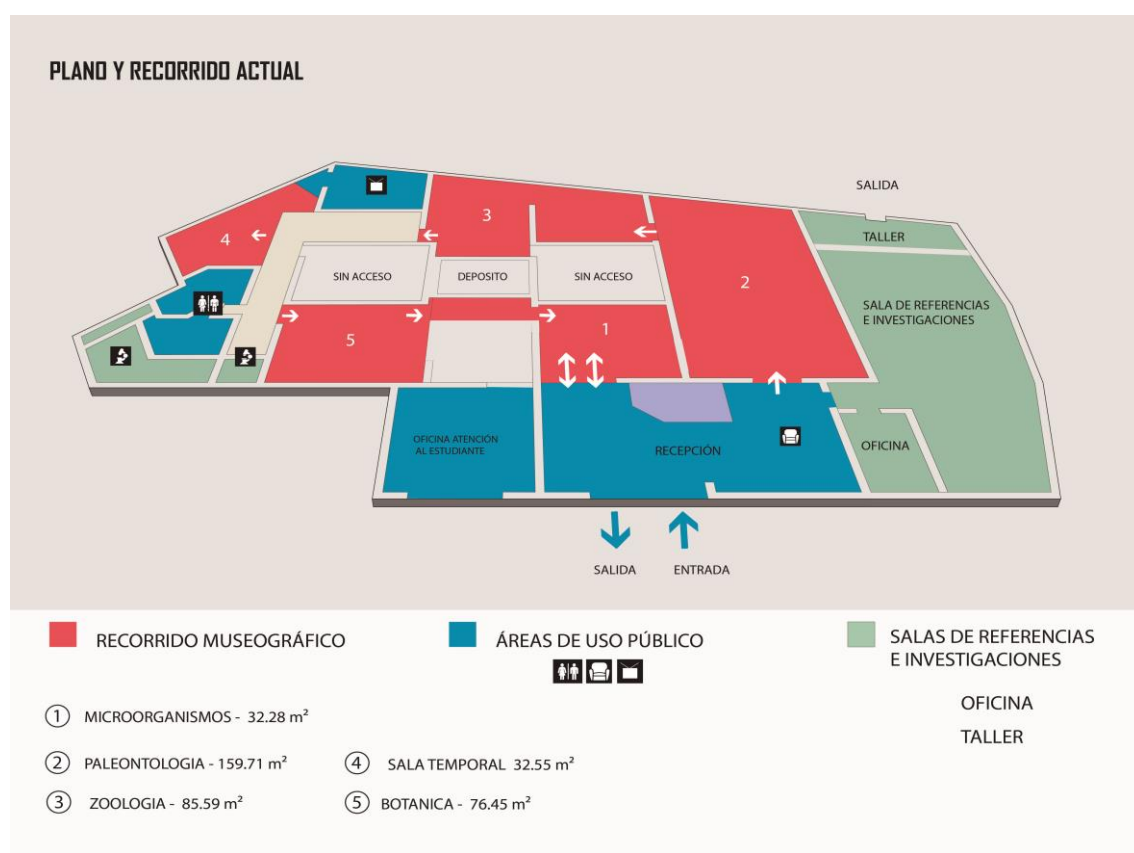 PLANO Y RECORRIDO ACTUAL
SALIDA
3
TALLER
4
SIN ACCESO
DEPOSITO
SIN ACCESO
2
SALA DE REFERENCIAS
E INVESTIGACIONES
1
5
OFICINA ATENCIÓN
AL ESTUDIANTE
RECEPCIÓN
OFICINA
SALIDA
ENTRADA
RECORRIDO MUSEOGRÁFICO
ÁREAS DE USO PÚBLICO
SALAS DE REFERENCIAS
E INVESTIGACIONES
OFICINA
TALLER
1 MICROORGANISMOS - 32.28 m²
2 PALEONTOLOGIA - 159.71 m²
3 ZOOLOGIA - 85.59 m²
4 SALA TEMPORAL 32.55 m²
5 BOTANICA - 76.45 m²